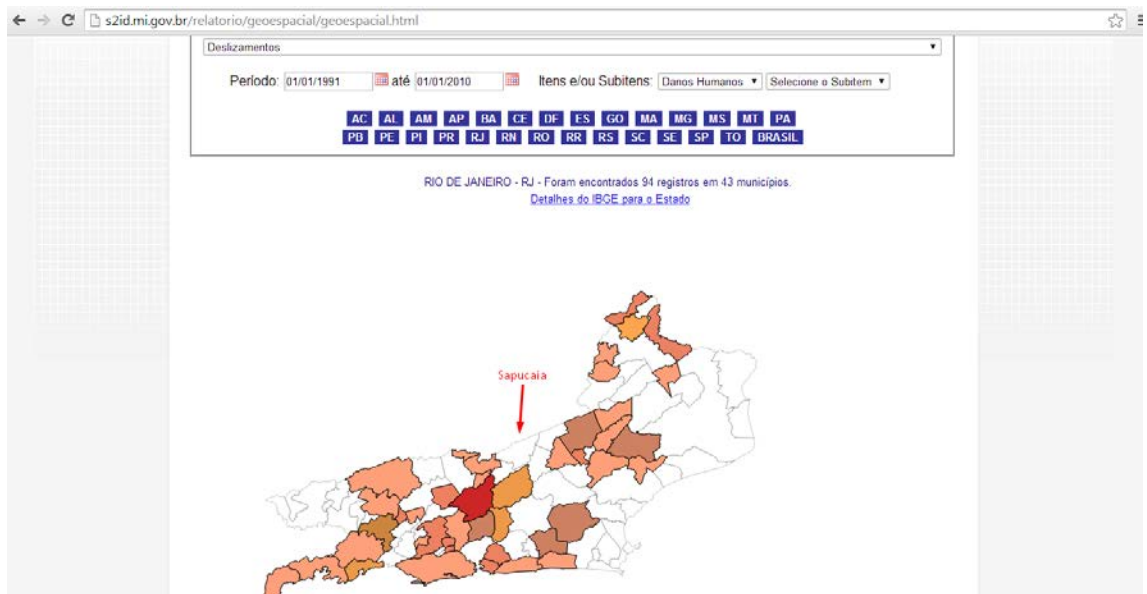 s2id.mi.gov.br/relatorio/geoespacial/geoespacial.html
Deslizamentos
Período: 01/01/1991 até 01/01/2010 Itens e/ou Subitens: Danos Humanos Selecione o Subitem
AC AL AM AP BA CE DF ES GO MA MG MS MT PA
PB PE PI PR RJ RN RO RR RS SC SE SP TO BRASIL
RIO DE JANEIRO - RJ - Foram encontrados 94 registros em 43 municípios.
Detalhes do IBGE para o Estado
Sapucaia